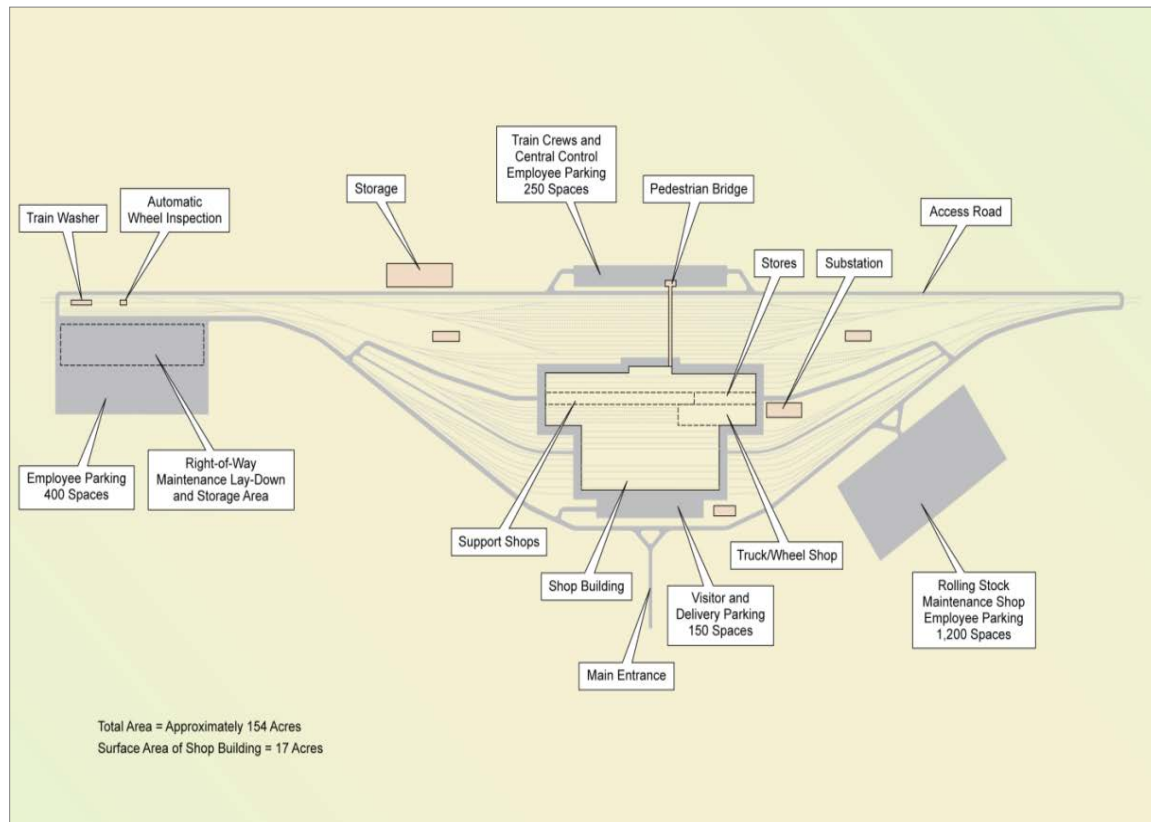 Train Crews and
Central Control
Employee Parking
250 Spaces
Storage
Pedestrian Bridge
Automatic
Wheel Inspection
Train Washer
Access Road
Stores
Substation
Employee Parking
400 Spaces
Right-of-Way
Maintenance Lay-Down
and Storage Area
Support Shops
Truck/Wheel Shop
Shop Building
Visitor and
Delivery Parking
150 Spaces
Rolling Stock
Maintenance Shop
Employee Parking
1,200 Spaces
Main Entrance
Total Area = Approximately 154 Acres
Surface Area of Shop Building = 17 Acres